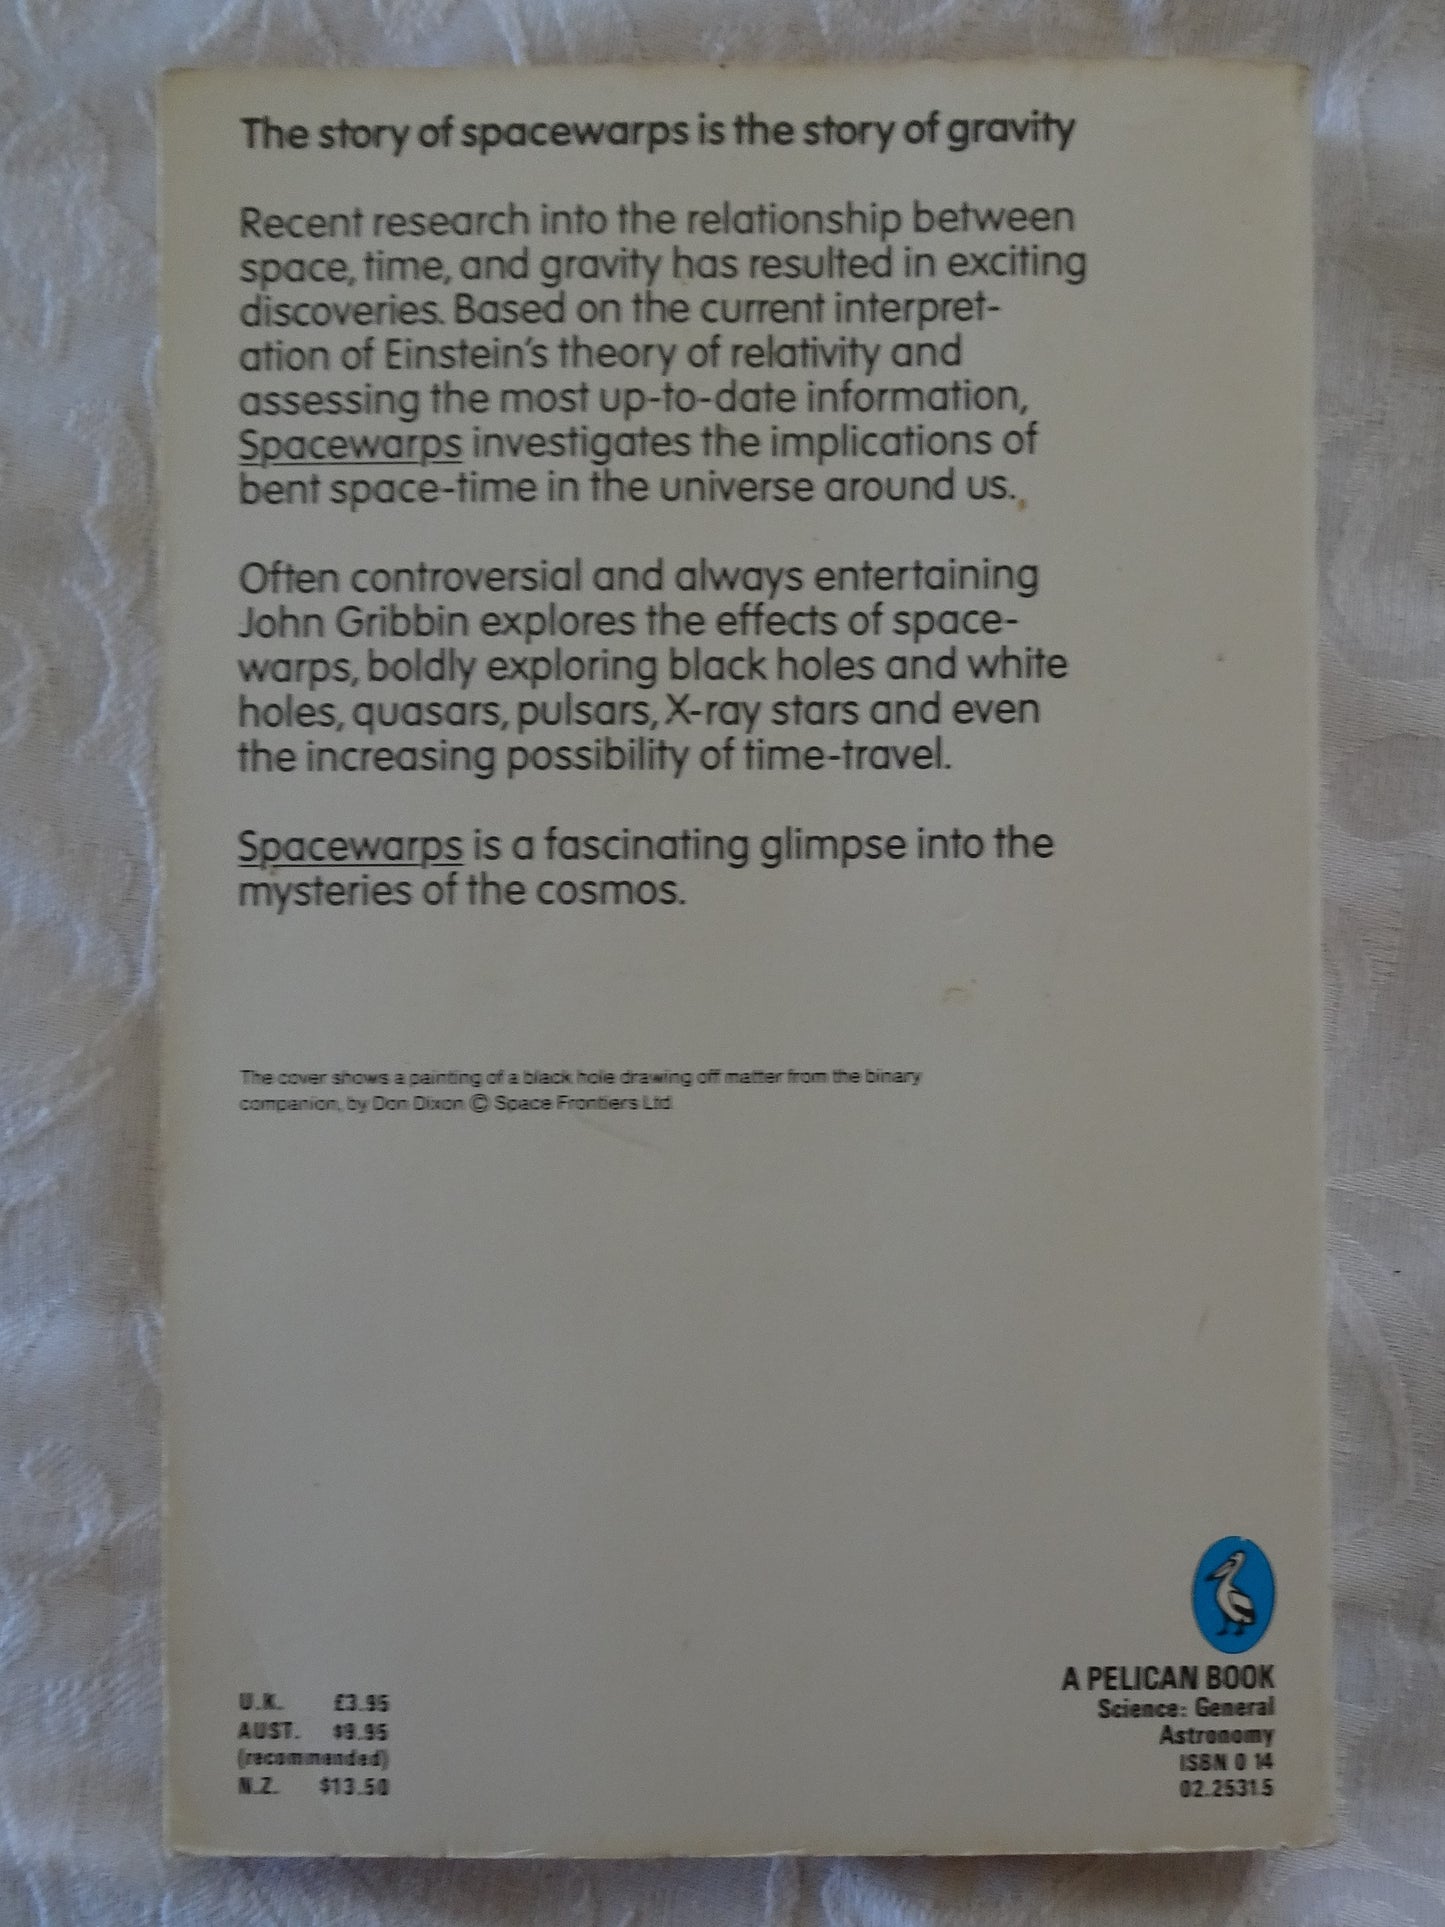 The story of spacewarps is the story of gravity
Recent research into the relationship between
space, time, and gravity has resulted in exciting
discoveries. Based on the current interpret-
ation of Einstein's theory of relativity and
assessing the most up-to-date information,
Spacewarps investigates the implications of
bent space-time in the universe around us.
Often controversial and always entertaining
John Gribbin explores the effects of space-
warps, boldly exploring black holes and white
holes, quasars, pulsars, X-ray stars and even
the increasing possibility of time-travel.
Spacewarps is a fascinating glimpse into the
mysteries of the cosmos.
The cover shows a painting of a black hole drawing off matter from the binary
companion, by Don Dixon © Space Frontiers Ltd
U.K. £3.95
AUST. $9.95
(recommended)
N.Z. $13.50
A PELICAN BOOK
Science: General
Astronomy
ISBN 0 14
02.2531 5